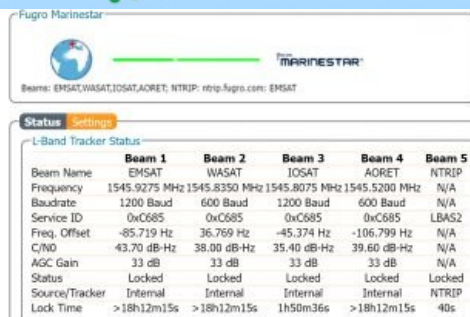 Fugro Marinestar
MARINESTAR
Beams: EMSAT,WASAT,IOSAT,AORET; NTRIP: ntrip.fugro.com: EMSAT
Status Settings
L-Band Tracker Status
Beam 1 Beam 2 Beam 3 Beam 4 Beam 5
Beam Name EMSAT WASAT IOSAT AORET NTRIP
Frequency 1545.9275 MHz 1545.8350 MHz 1545.8075 MHz 1545.5200 MHz N/A
Baudrate 1200 Baud 600 Baud 1200 Baud 600 Baud N/A
Service ID 0xC685 0xC685 0xC685 0xC685 LBAS2
Freq. Offset -85.719 Hz 36.769 Hz -45.374 Hz -106.799 Hz N/A
C/N0 43.70 dB-Hz 38.00 dB-Hz 35.40 dB-Hz 39.60 dB-Hz N/A
AGC Gain 33 dB 33 dB 33 dB 33 dB N/A
Status Locked Locked Locked Locked Locked
Source/Tracker Internal Internal Internal Internal NTRIP
Lock Time >18h12m15s >18h12m15s 1h50m36s >18h12m15s 40s